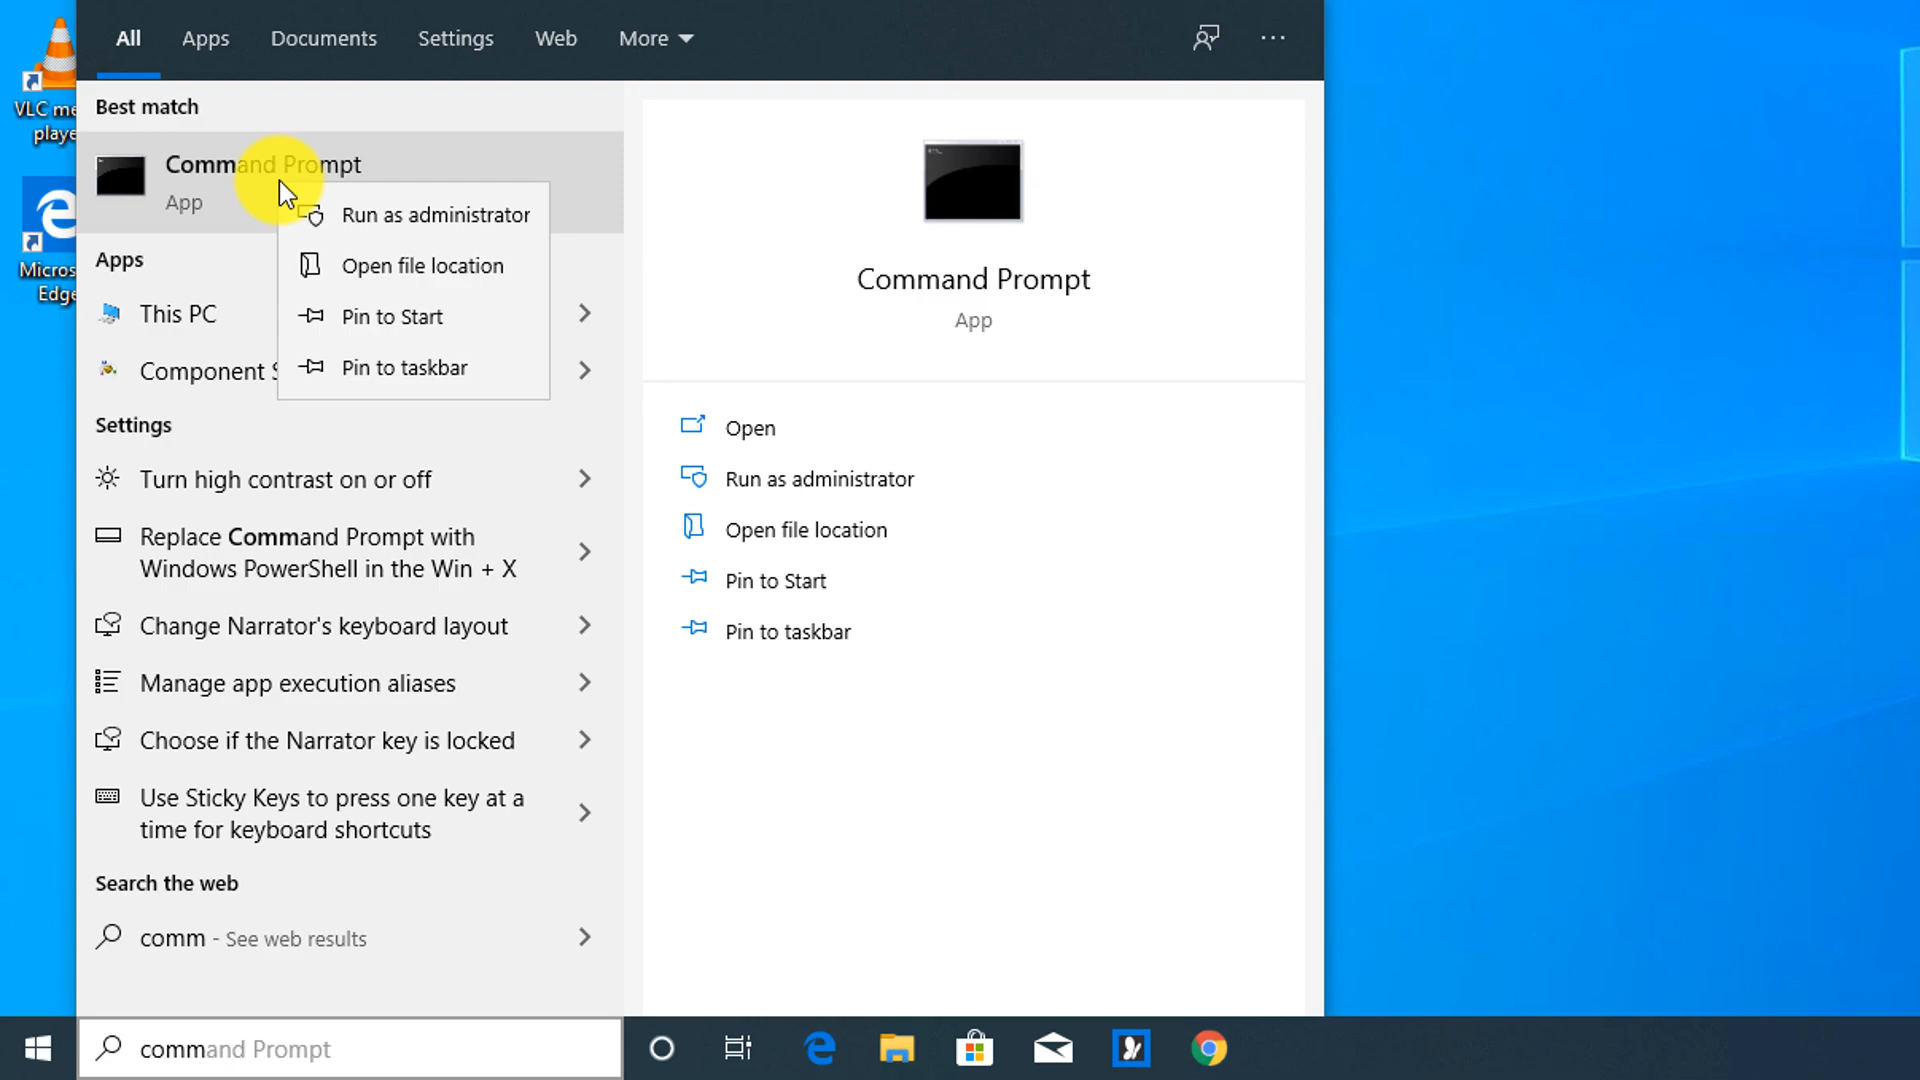 All Apps Documents Settings Web More
VLC me
playe
Micros
Edge
Best match
Command Prompt
App
Run as administrator
Open file location
Pin to Start
Pin to taskbar
Apps
This PC
Component S
Settings
Turn high contrast on or off
Replace Command Prompt with
Windows PowerShell in the Win + X
Change Narrator's keyboard layout
Manage app execution aliases
Choose if the Narrator key is locked
Use Sticky Keys to press one key at a
time for keyboard shortcuts
Search the web
comm - See web results
Command Prompt
App
Open
Run as administrator
Open file location
Pin to Start
Pin to taskbar
command Prompt